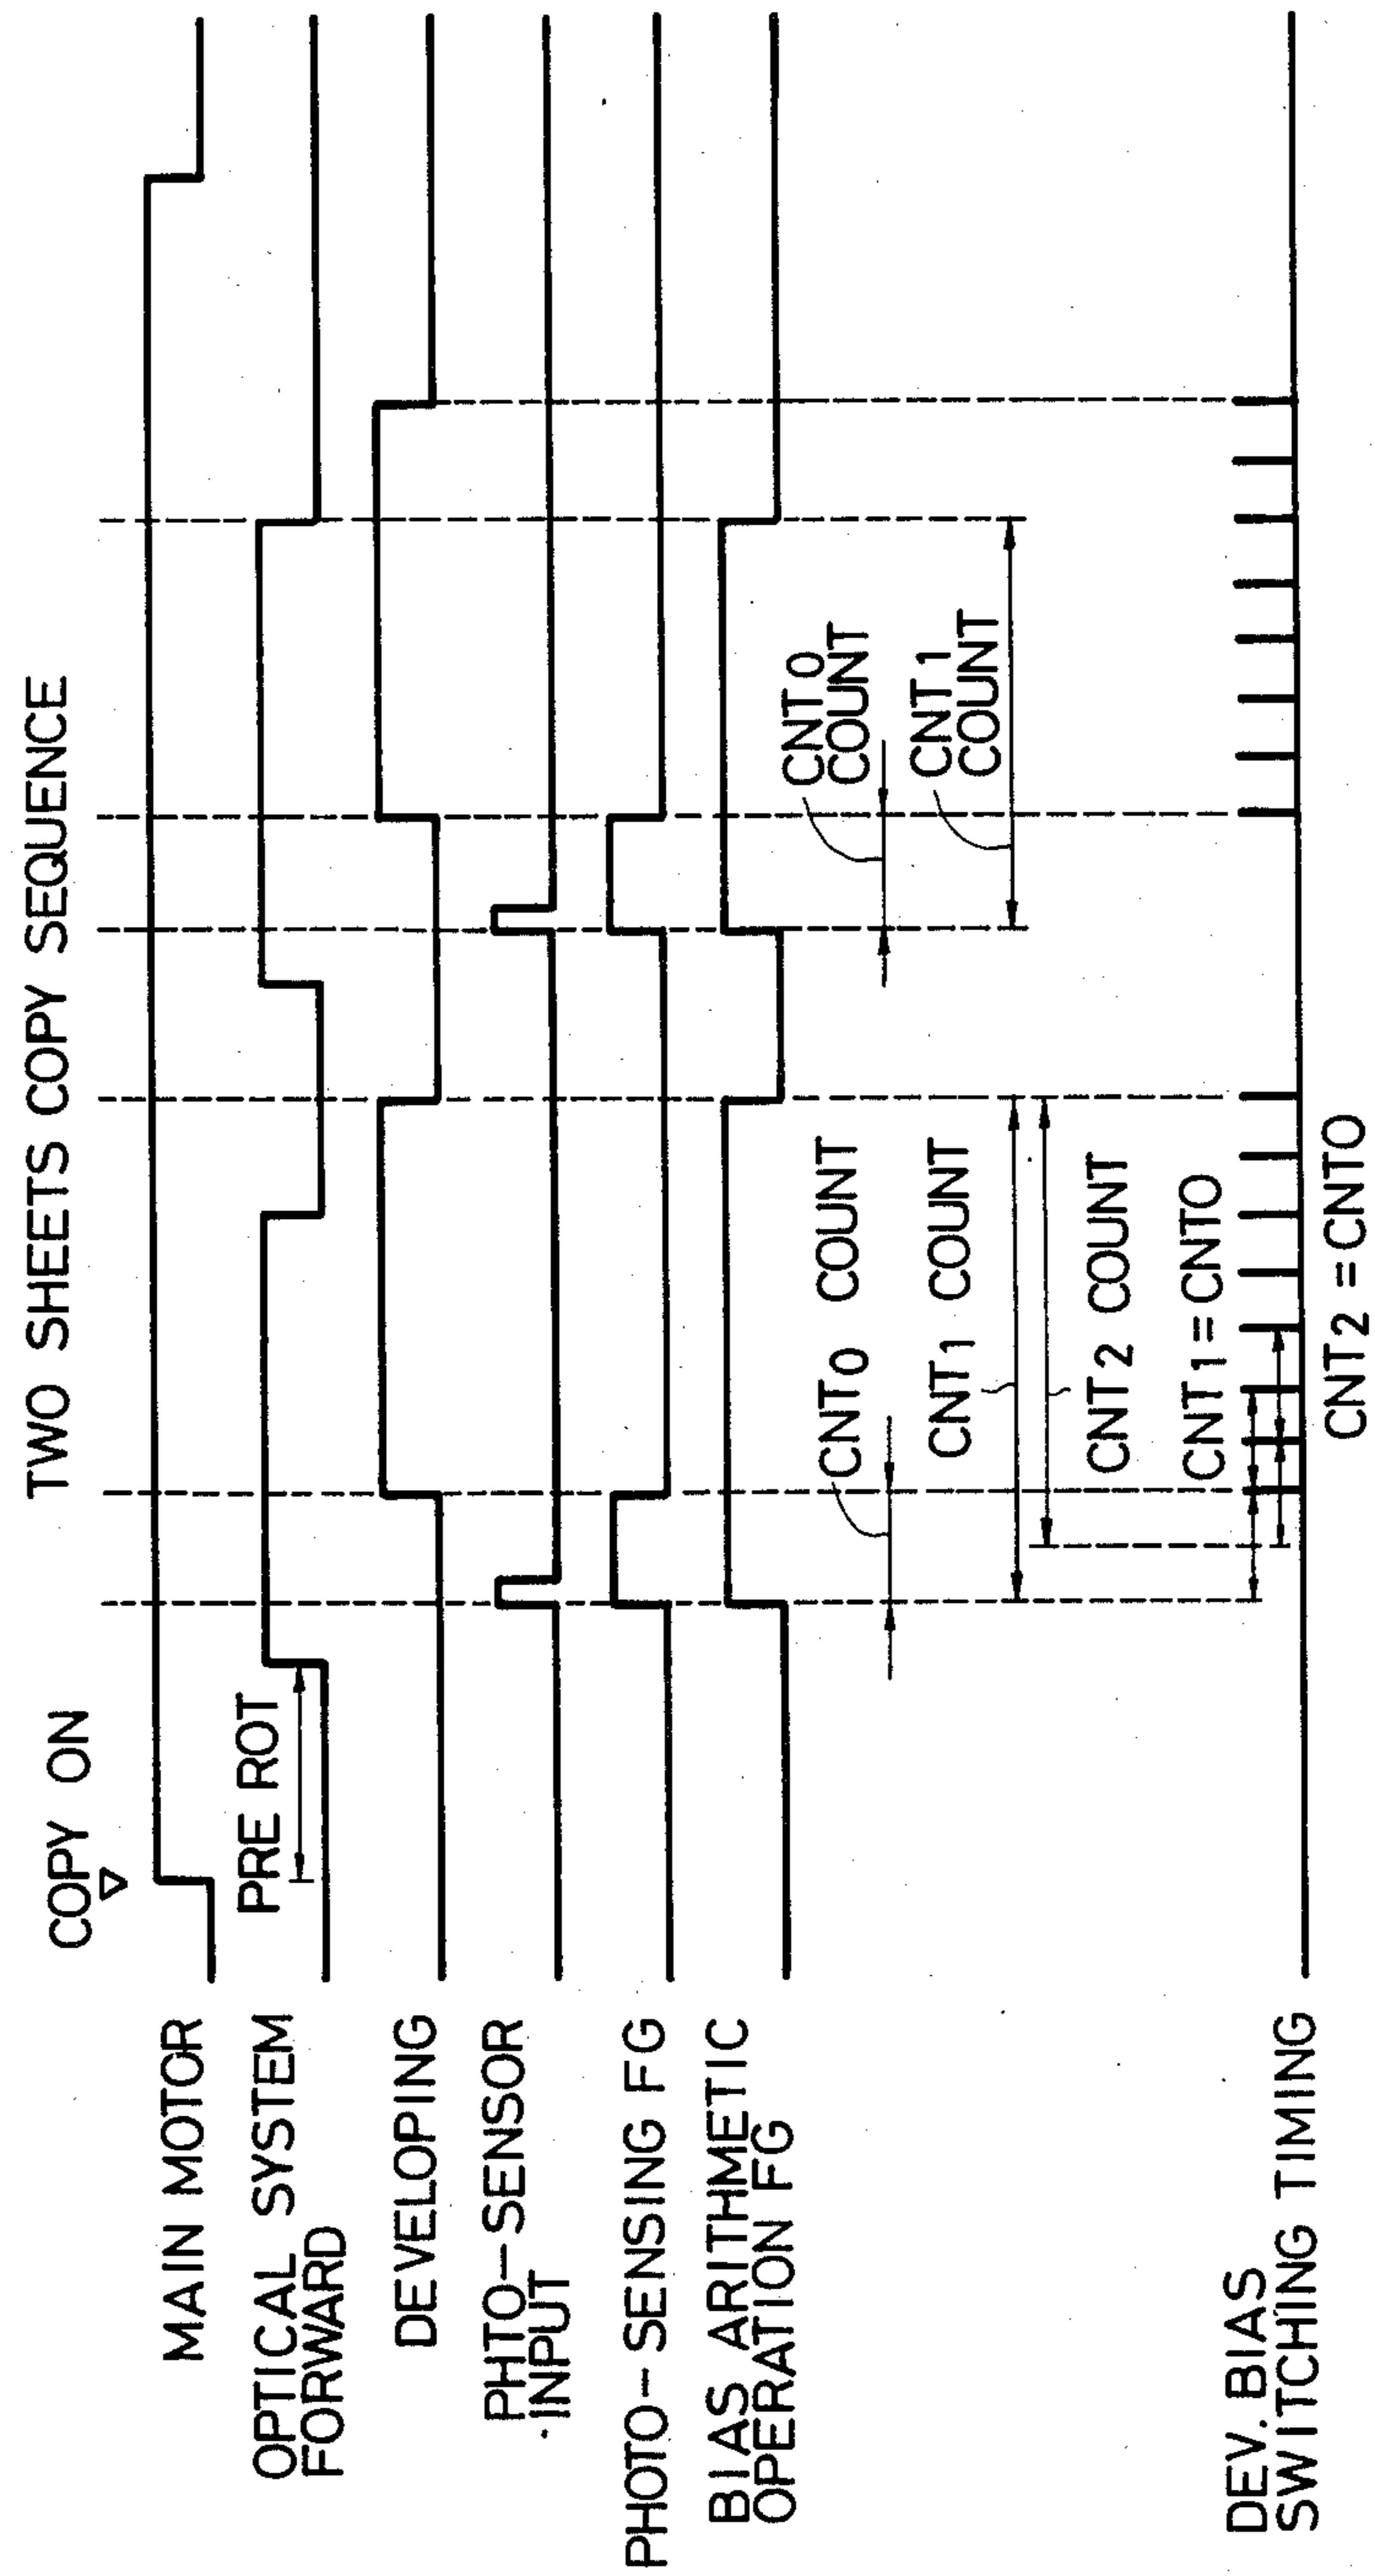 TWO SHEETS COPY SEQUENCE
COPY ON
MAIN MOTOR
PRE ROT
OPTICAL SYSTEM
FORWARD
DEVELOPING
PHTO-SENSOR
INPUT
PHOTO-SENSING FG
BIAS ARITHMETIC
OPERATION FG
CNT0 COUNT
CNT1 COUNT
CNT2 COUNT
CNT1=CNT0
CNT2=CNT0
CNT0
COUNT
CNT1
COUNT
DEV. BIAS
SWITCHING TIMING